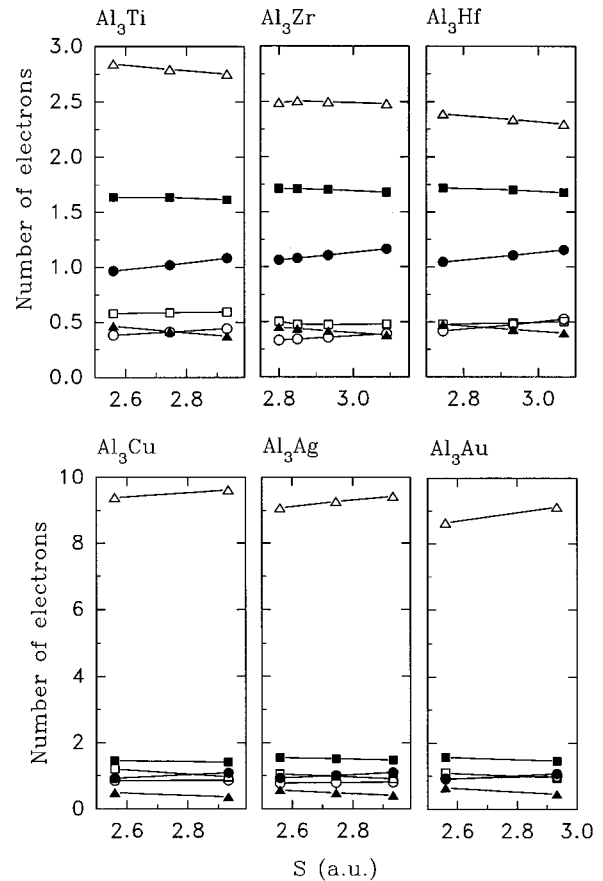 Al₃Ti Al₃Zr Al₃Hf
3.0
2.5
2.0
1.5
1.0
0.5
0.0
Number of electrons
2.6 2.8 2.8 3.0 2.8 3.0
Al₃Cu Al₃Ag Al₃Au
10
8
6
4
2
0
Number of electrons
2.6 2.8 2.6 2.8 2.6 2.8 3.0
S (a.u.)